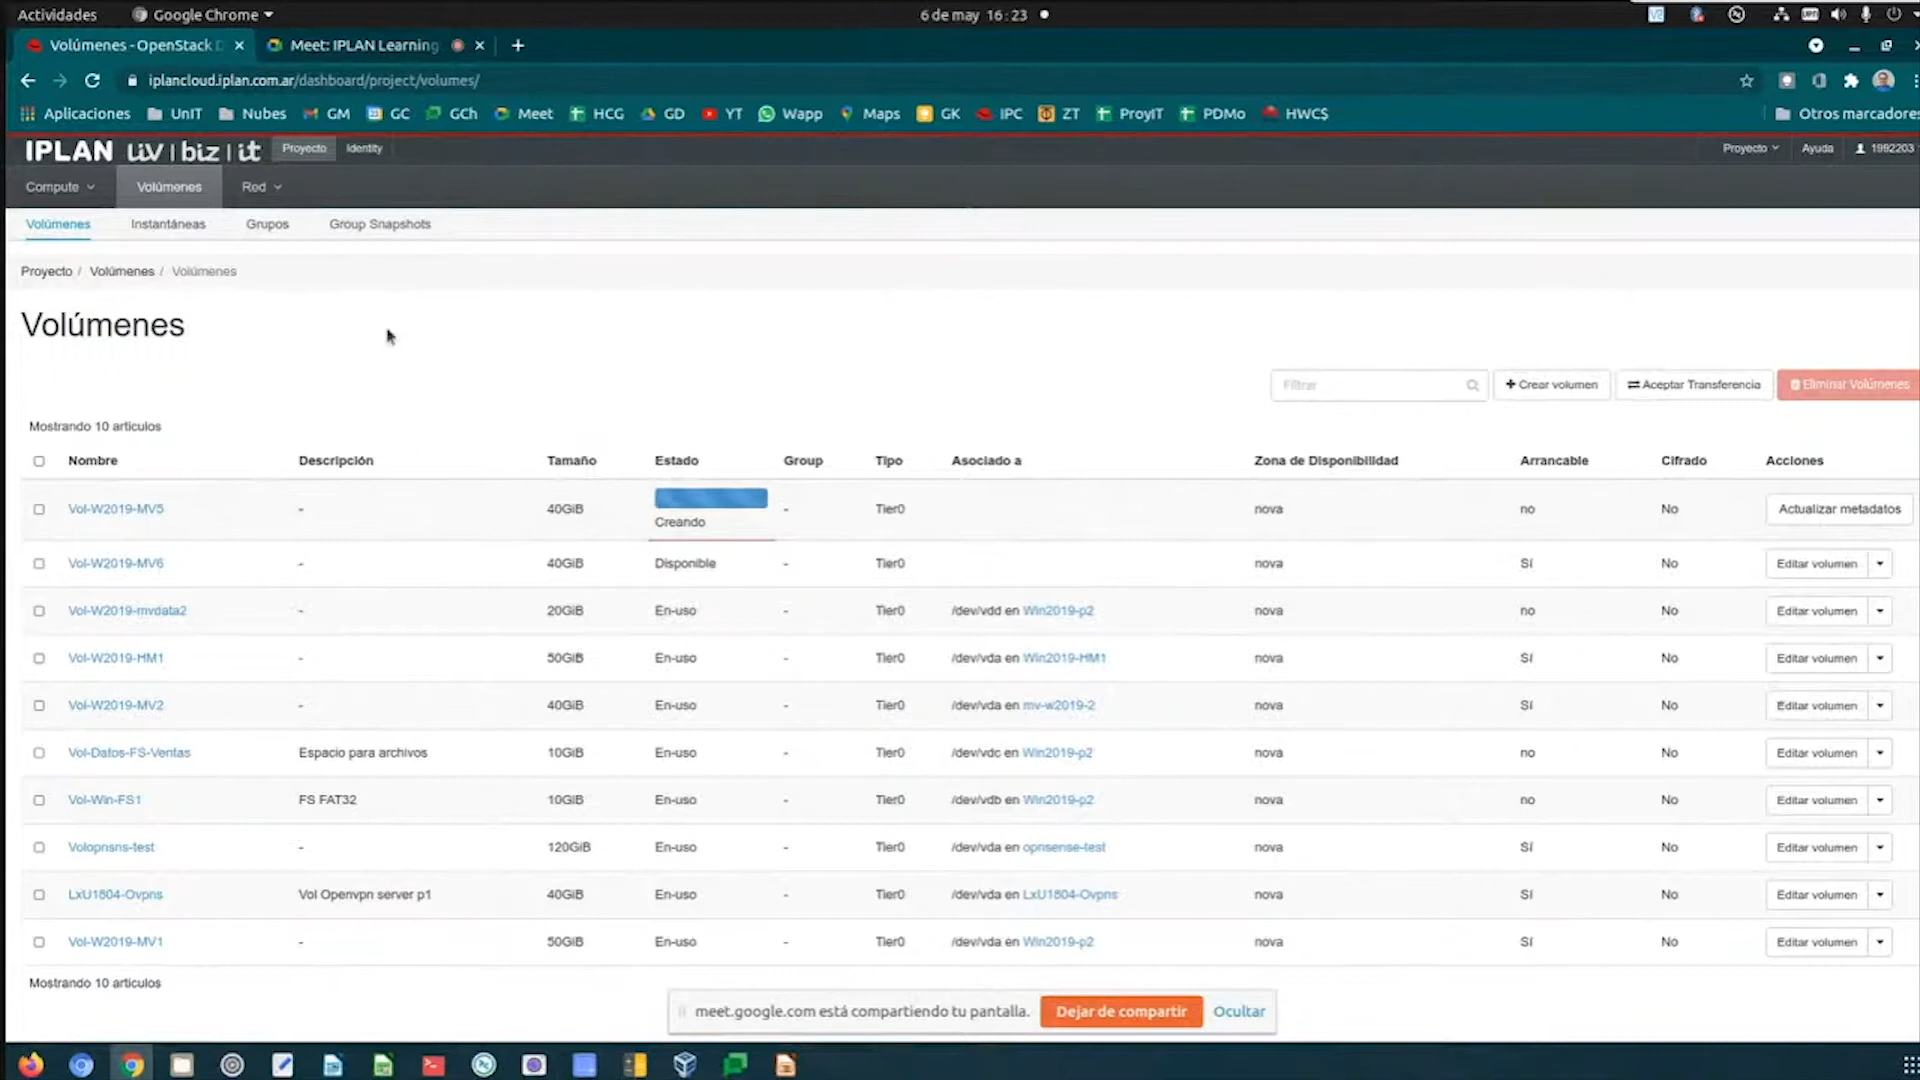 Actividades Google Chrome 6 de may 16:23
Volúmenes - OpenStack D Meet: IPLAN Learning
iplancloud.iplan.com.ar/dashboard/project/volumes/
Aplicaciones UnIT Nubes GM GC GCh Meet HCG GD YT Wapp Maps GK IPC ZT ProyIT PDMo HWC$ Otros marcadores
IPLAN liv | biz | it Proyecto Identity Proyecto Ayuda 1992203
Compute Volúmenes Red
Volúmenes Instantáneas Grupos Group Snapshots
Proyecto / Volúmenes / Volúmenes
Volúmenes
Filtrar + Crear volumen Aceptar Transferencia Eliminar Volúmenes
Mostrando 10 artículos
Nombre Descripción Tamaño Estado Group Tipo Asociado a Zona de Disponibilidad Arrancable Cifrado Acciones
Vol-W2019-MV5 - 40GiB Creando - Tier0 nova no No Actualizar metadatos
Vol-W2019-MV6 - 40GiB Disponible - Tier0 nova Sí No Editar volumen
Vol-W2019-mvdata2 - 20GiB En-uso - Tier0 /dev/vdd en Win2019-p2 nova no No Editar volumen
Vol-W2019-HM1 - 50GiB En-uso - Tier0 /dev/vda en Win2019-HM1 nova Sí No Editar volumen
Vol-W2019-MV2 - 40GiB En-uso - Tier0 /dev/vda en mv-w2019-2 nova Sí No Editar volumen
Vol-Datos-FS-Ventas Espacio para archivos 10GiB En-uso - Tier0 /dev/vdc en Win2019-p2 nova no No Editar volumen
Vol-Win-FS1 FS FAT32 10GiB En-uso - Tier0 /dev/vdb en Win2019-p2 nova no No Editar volumen
Volopnsns-test - 120GiB En-uso - Tier0 /dev/vda en opnsense-test nova Sí No Editar volumen
LxU1804-Ovpns Vol Openvpn server p1 40GiB En-uso - Tier0 /dev/vda en LxU1804-Ovpns nova Sí No Editar volumen
Vol-W2019-MV1 - 50GiB En-uso - Tier0 /dev/vda en Win2019-p2 nova Sí No Editar volumen
Mostrando 10 artículos
meet.google.com está compartiendo tu pantalla. Dejar de compartir Ocultar